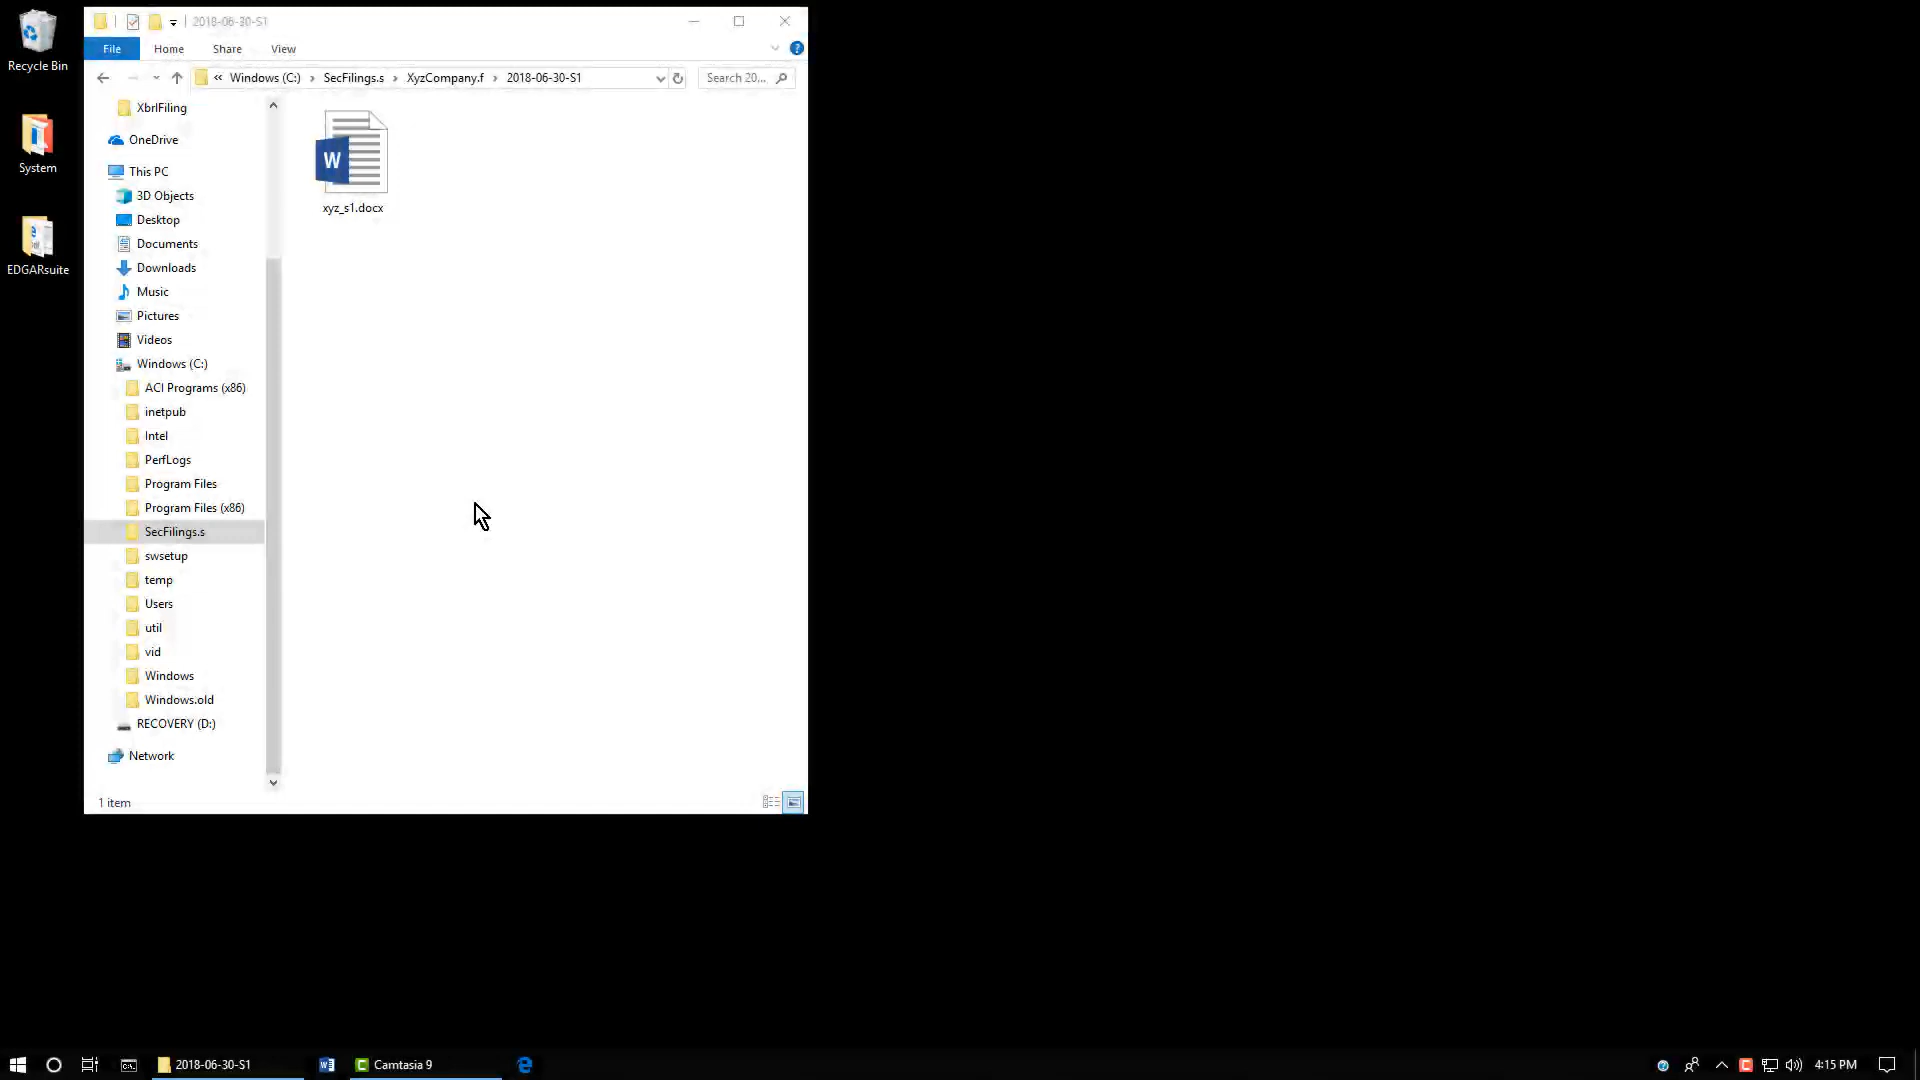 Recycle Bin
System
EDGARsuite
2018-06-30-S1
File Home Share View
« Windows (C:) › SecFilings.s › XyzCompany.f › 2018-06-30-S1
Search 20...
XbrlFiling
OneDrive
This PC
3D Objects
Desktop
Documents
Downloads
Music
Pictures
Videos
Windows (C:)
ACI Programs (x86)
inetpub
Intel
PerfLogs
Program Files
Program Files (x86)
SecFilings.s
swsetup
temp
Users
util
vid
Windows
Windows.old
RECOVERY (D:)
Network
W
xyz_s1.docx
1 item
2018-06-30-S1
Camtasia 9
4:15 PM